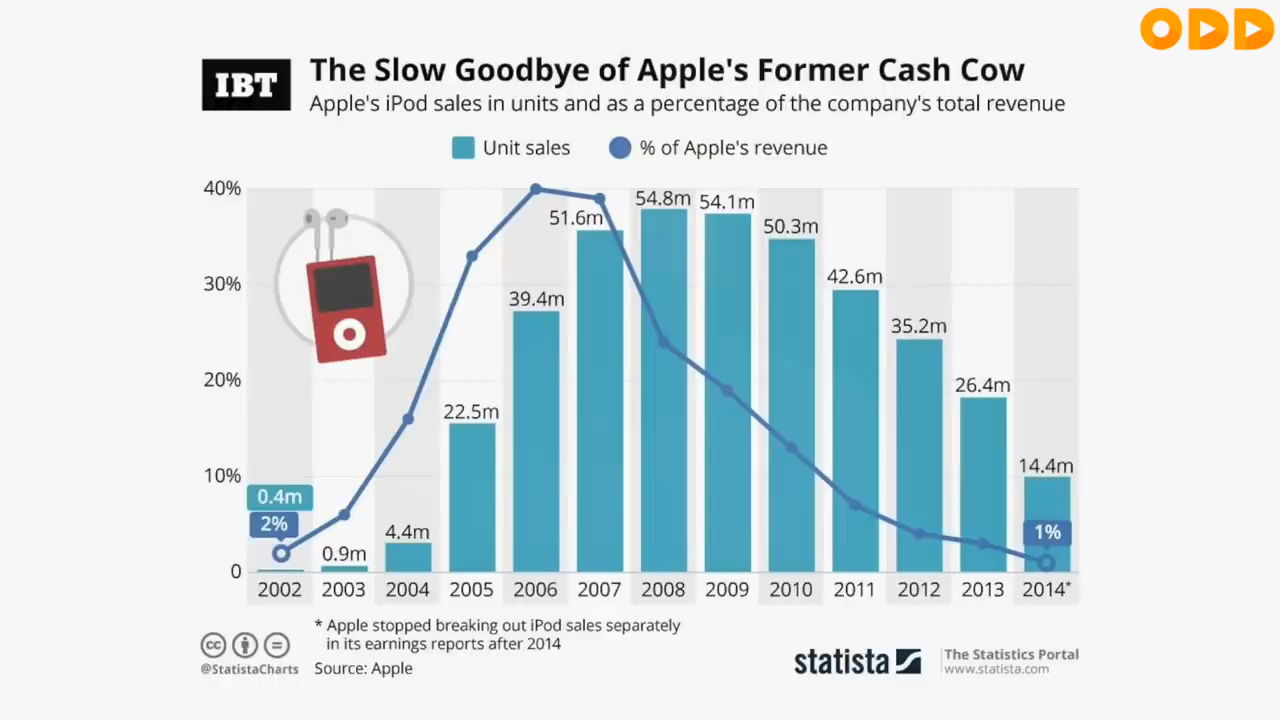 ODD
IBT
The Slow Goodbye of Apple's Former Cash Cow
Apple's iPod sales in units and as a percentage of the company's total revenue
Unit sales
% of Apple's revenue
40%
30%
20%
10%
0
0.4m
2%
0.9m
4.4m
22.5m
39.4m
51.6m
54.8m
54.1m
50.3m
42.6m
35.2m
26.4m
14.4m
1%
2002 2003 2004 2005 2006 2007 2008 2009 2010 2011 2012 2013 2014*
* Apple stopped breaking out iPod sales separately
in its earnings reports after 2014
cc
@StatistaCharts
Source: Apple
statista
The Statistics Portal
www.statista.com